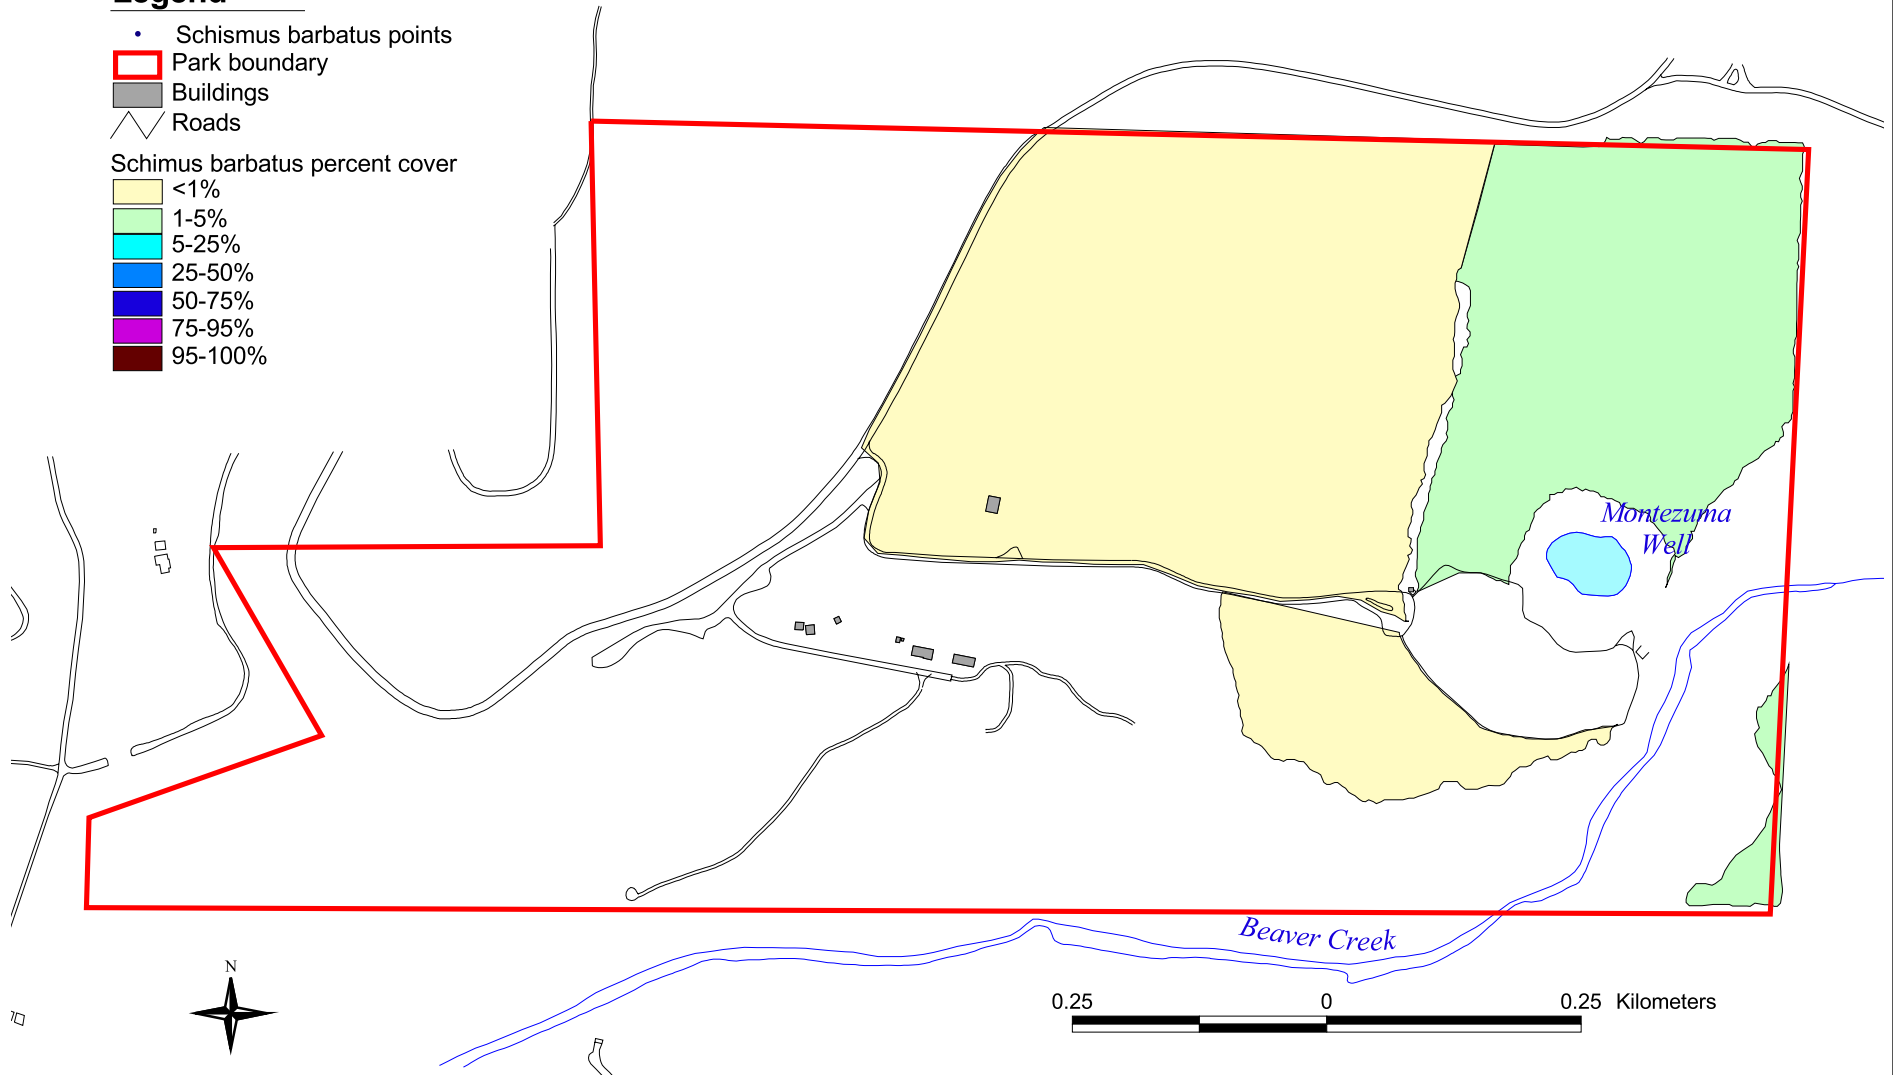 Legend
Schismus barbatus points
Park boundary
Buildings
Roads
Schimus barbatus percent cover
<1%
1-5%
5-25%
25-50%
50-75%
75-95%
95-100%
Montezuma
Well
Beaver Creek
N
0.25 0 0.25 Kilometers